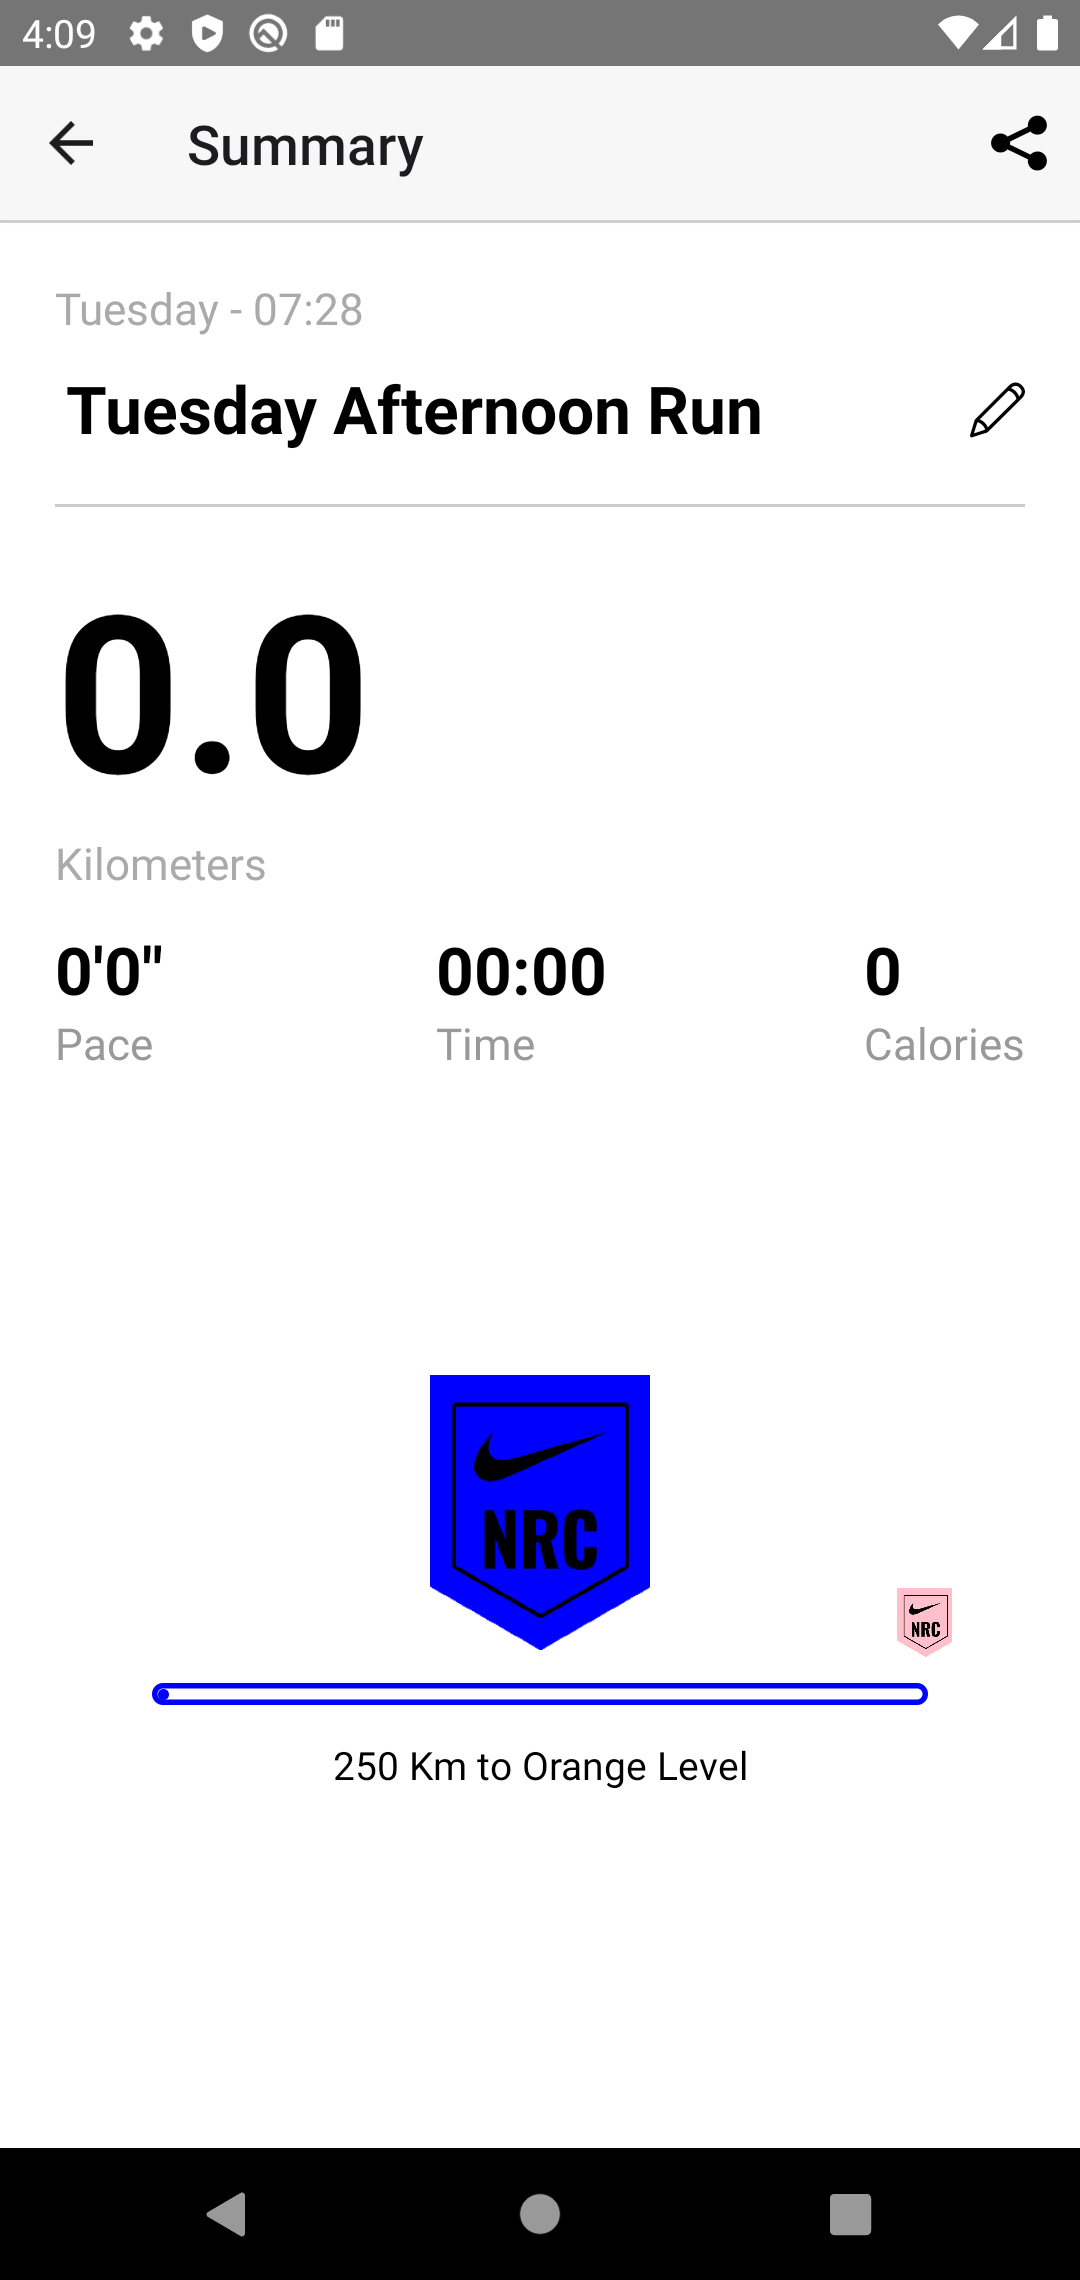 4:09
Summary
Tuesday - 07:28
Tuesday Afternoon Run
0.0
Kilometers
0'0" 00:00 0
Pace Time Calories
NRC
NRC
250 Km to Orange Level